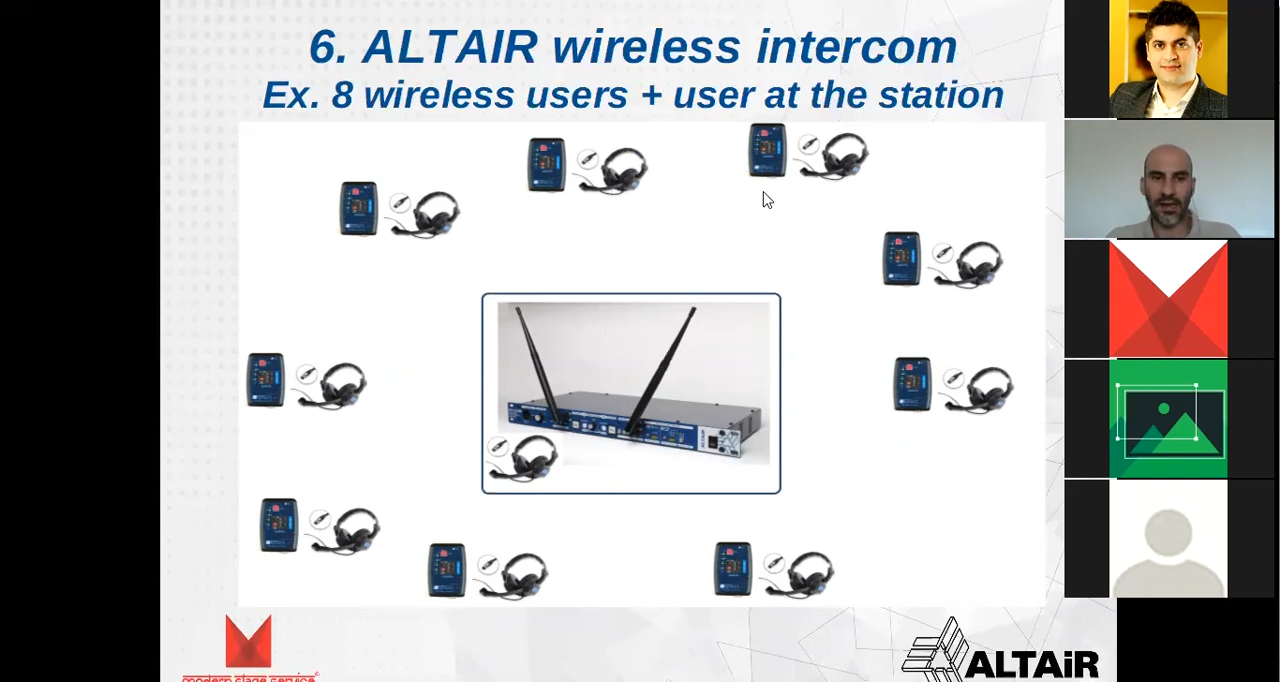 6. ALTAIR wireless intercom
Ex. 8 wireless users + user at the station
modern stage service
ALTAiR